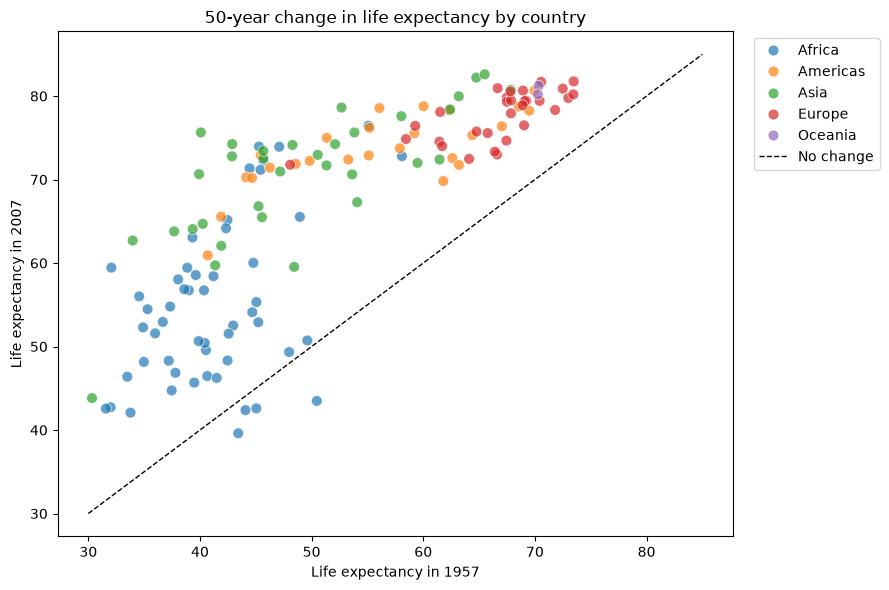 50-year change in life expectancy by country
Africa
Americas
Asia
Europe
Oceania
No change
Life expectancy in 2007
80
70
60
50
40
30
30 40 50 60 70 80
Life expectancy in 1957